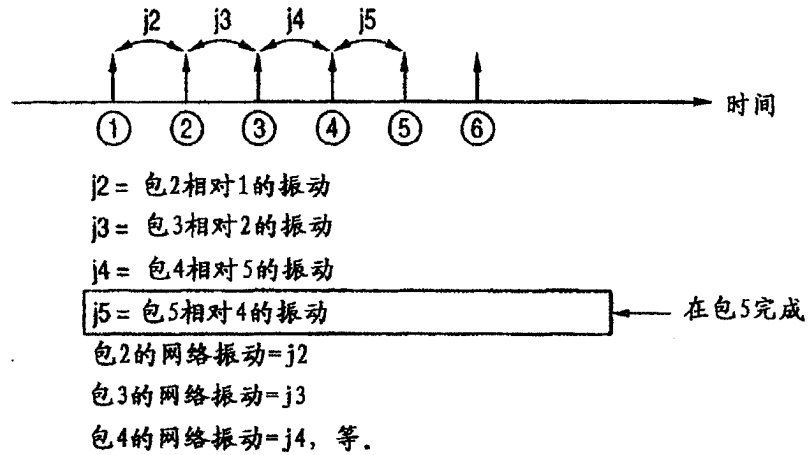 j2 j3 j4 j5
时间
① ② ③ ④ ⑤ ⑥
j2= 包2相对1的振动
j3= 包3相对2的振动
j4= 包4相对5的振动
j5= 包5相对4的振动
在包5完成
包2的网络振动=j2
包3的网络振动=j3
包4的网络振动=j4, 等.